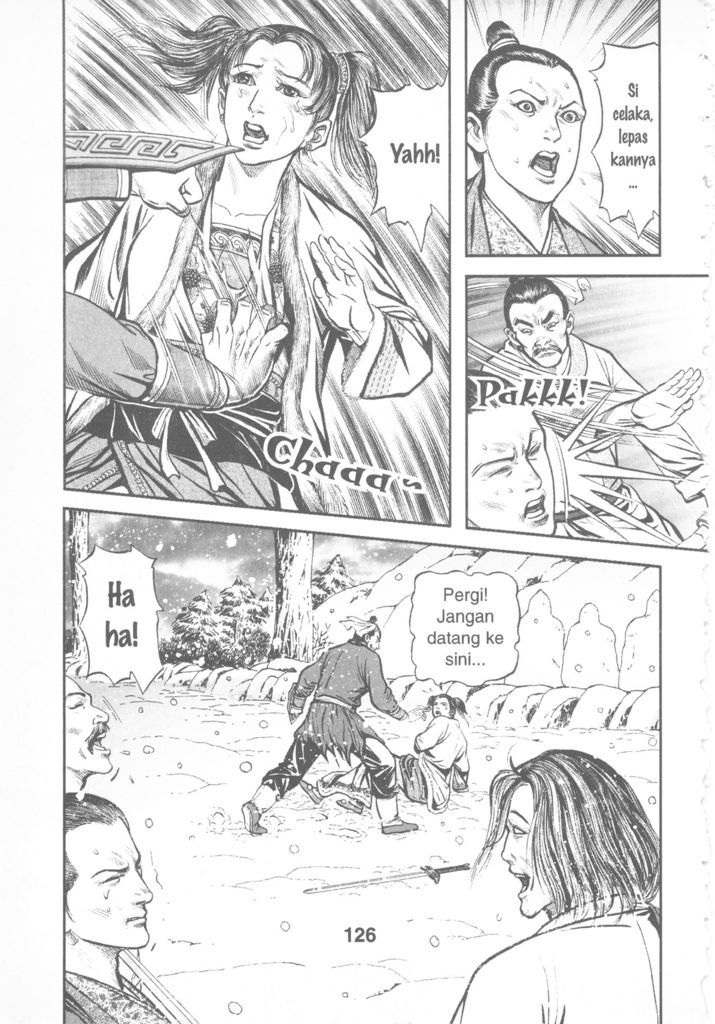 Yahh!
Chaaa~
Si
celaka,
lepas
kannya
...
Pakkk!
Ha
ha!
Pergi!
Jangan
datang ke
sini...
126